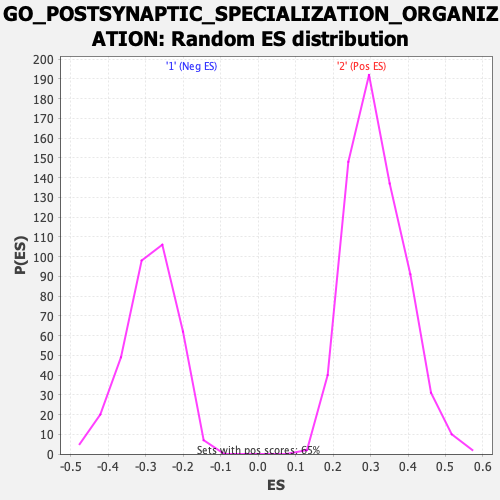 GO_POSTSYNAPTIC_SPECIALIZATION_ORGANIZ
ATION: Random ES distribution
'1' (Neg ES)
'2' (Pos ES)
200
190
180
170
160
150
140
130
120
110
100
90
80
70
60
50
40
30
20
10
0
P(ES)
Sets with pos scores: 65%
-0.5 -0.4 -0.3 -0.2 -0.1 0.0 0.1 0.2 0.3 0.4 0.5 0.6
ES